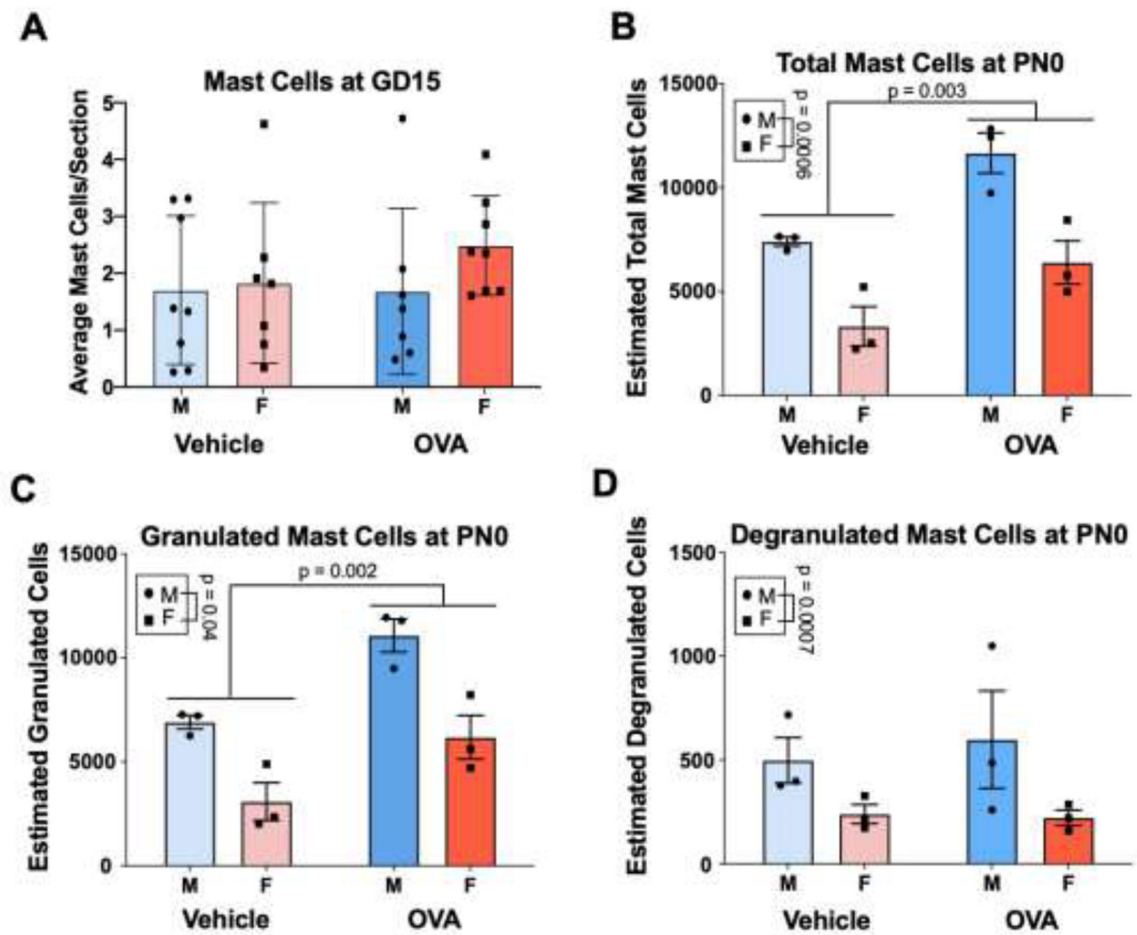 A
Mast Cells at GD15
Average Mast Cells/Section
5
4
3
2
1
0
M
F
M
F
Vehicle
OVA
B
Total Mast Cells at PN0
Estimated Total Mast Cells
15000
10000
5000
0
M
F
p = 0.0006
p = 0.003
M
F
M
F
Vehicle
OVA
C
Granulated Mast Cells at PN0
Estimated Granulated Cells
15000
10000
5000
0
M
F
p = 0.04
p = 0.002
M
F
M
F
Vehicle
OVA
D
Degranulated Mast Cells at PN0
Estimated Degranulated Cells
1500
1000
500
0
M
F
p = 0.0007
M
F
M
F
Vehicle
OVA